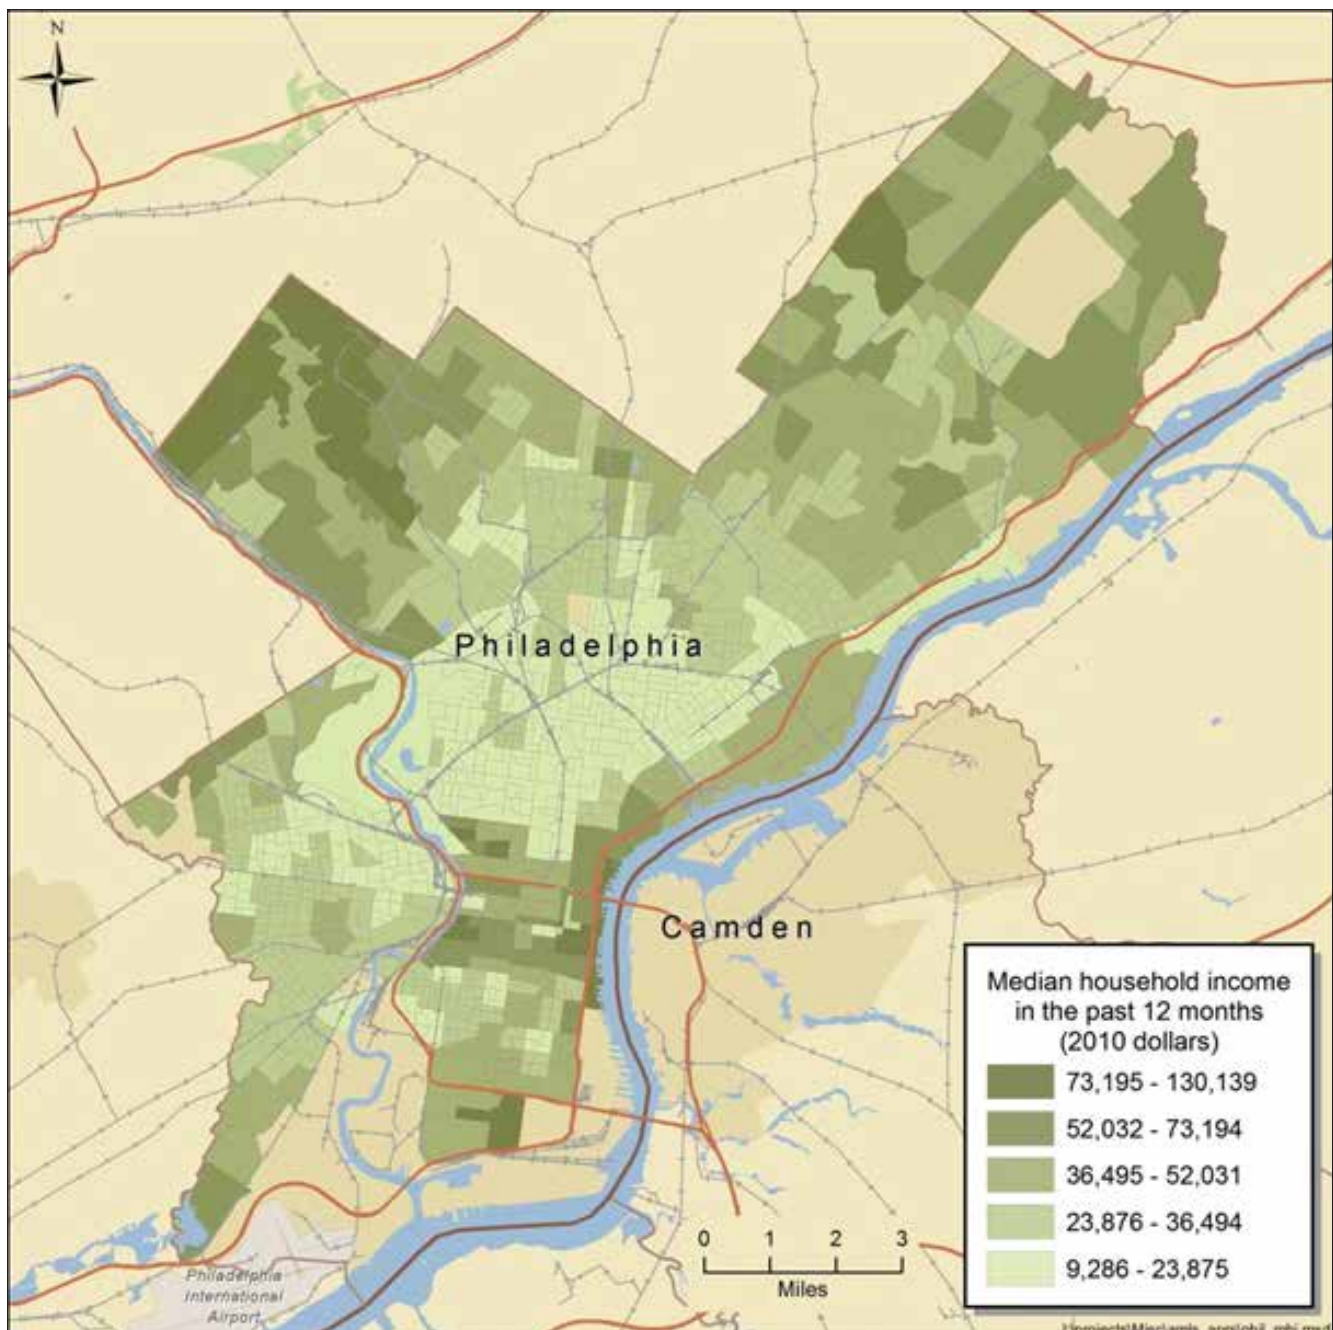 N
Philadelphia
Camden
Median household income
in the past 12 months
(2010 dollars)
73,195 - 130,139
52,032 - 73,194
36,495 - 52,031
23,876 - 36,494
9,286 - 23,875
0 1 2 3
Miles
Philadelphia
International
Airport